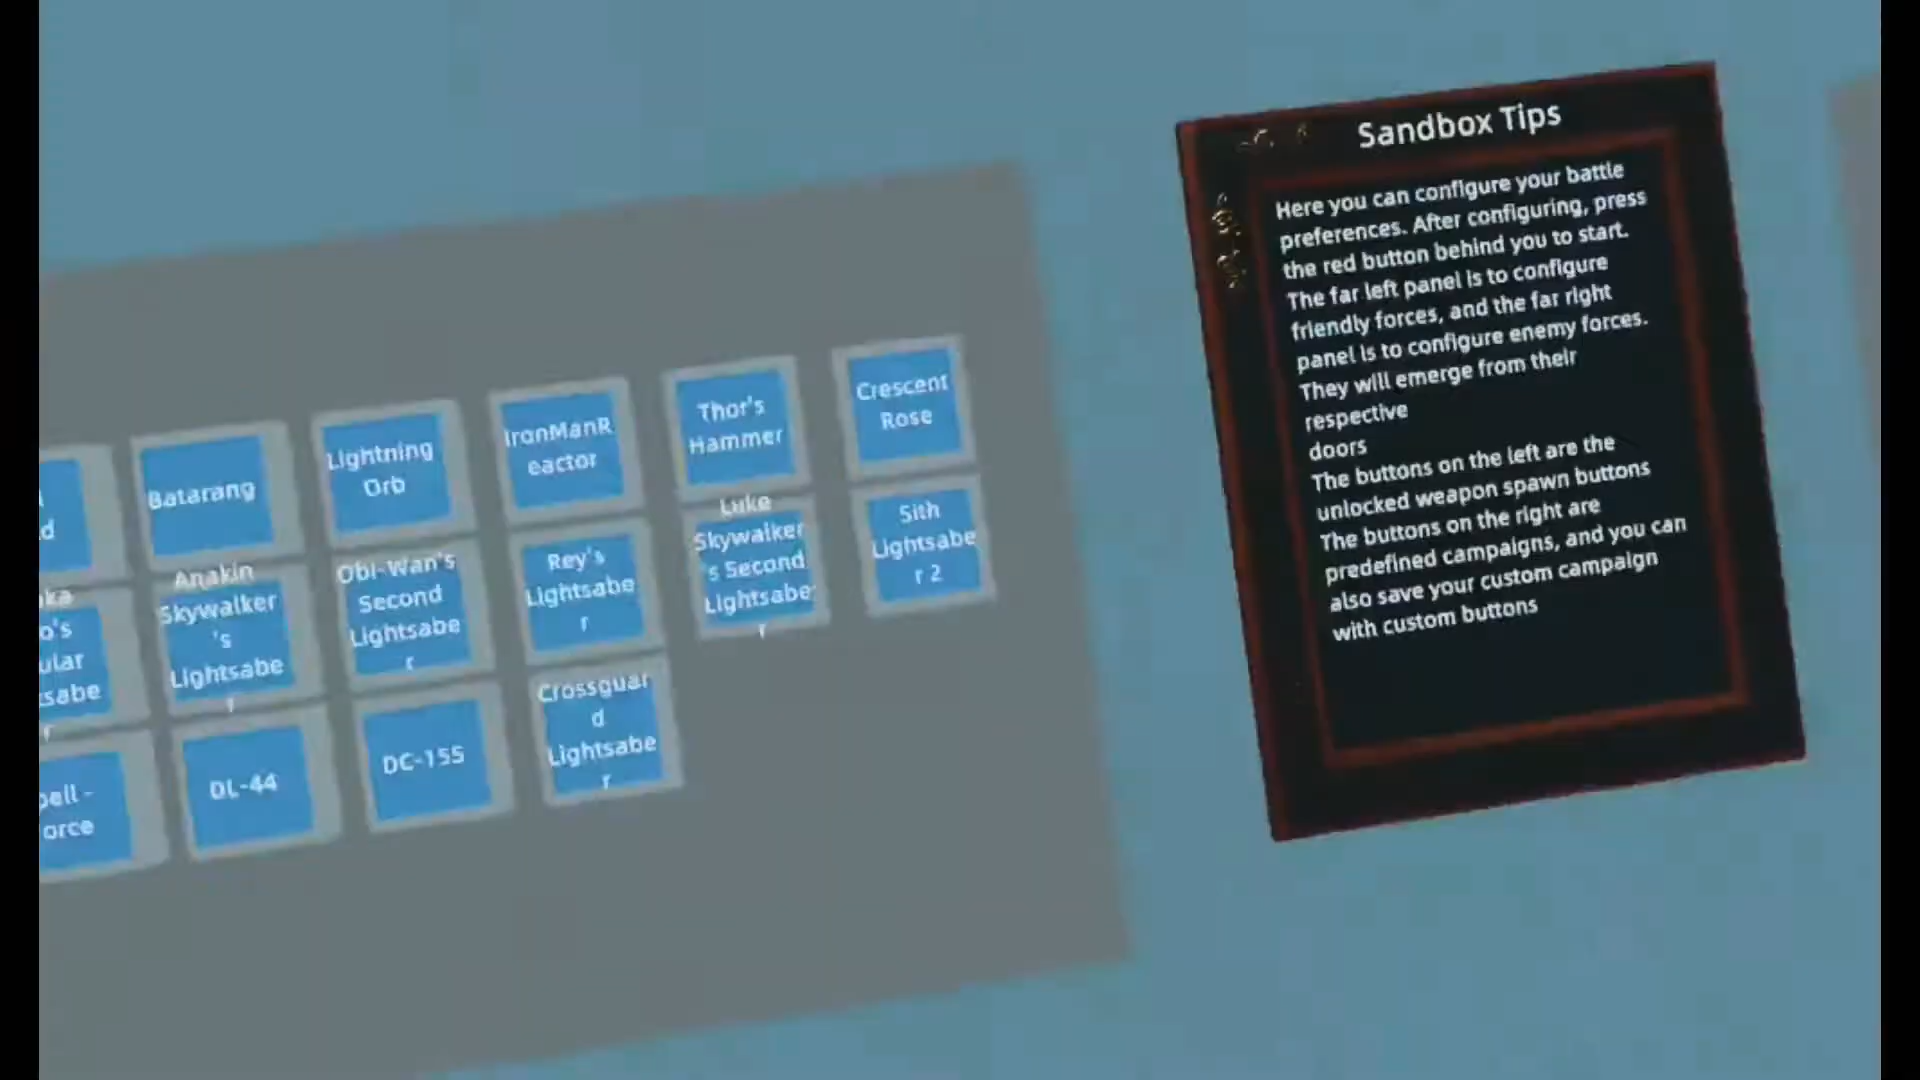 d
Batarang
Lightning
Orb
IronManR
eactor
Thor's
Hammer
Crescent
Rose
ka
o's
ular
tsabe
r
Anakin
Skywalker
's
Lightsabe
r
Obi-Wan's
Second
Lightsabe
r
Rey's
Lightsabe
r
Luke
Skywalker
's Second
Lightsabe
r
Sith
Lightsabe
r 2
ell -
orce
DL-44
DC-15S
Crossguar
d
Lightsabe
r
Sandbox Tips
Here you can configure your battle
preferences. After configuring, press
the red button behind you to start.
The far left panel is to configure
friendly forces, and the far right
panel is to configure enemy forces.
They will emerge from their
respective
doors
The buttons on the left are the
unlocked weapon spawn buttons
The buttons on the right are
predefined campaigns, and you can
also save your custom campaign
with custom buttons